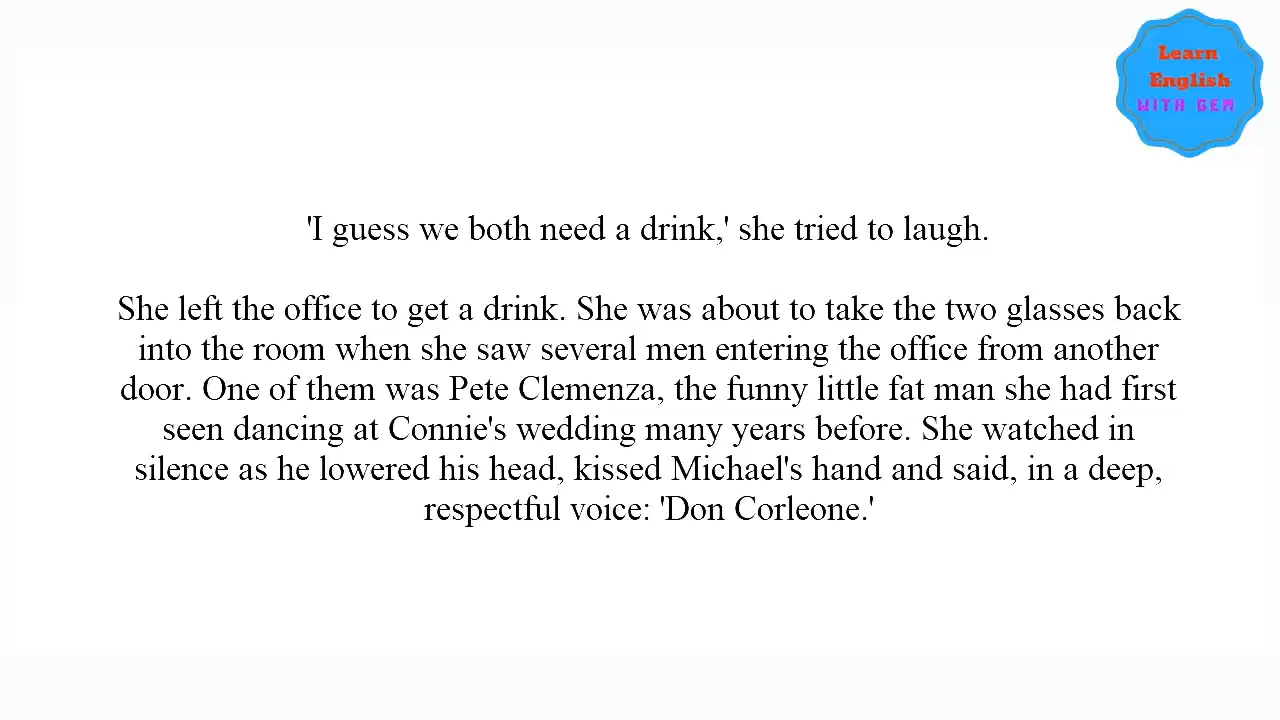 Learn
English
WITH GEM
'I guess we both need a drink,' she tried to laugh.
She left the office to get a drink. She was about to take the two glasses back
into the room when she saw several men entering the office from another
door. One of them was Pete Clemenza, the funny little fat man she had first
seen dancing at Connie's wedding many years before. She watched in
silence as he lowered his head, kissed Michael's hand and said, in a deep,
respectful voice: 'Don Corleone.'